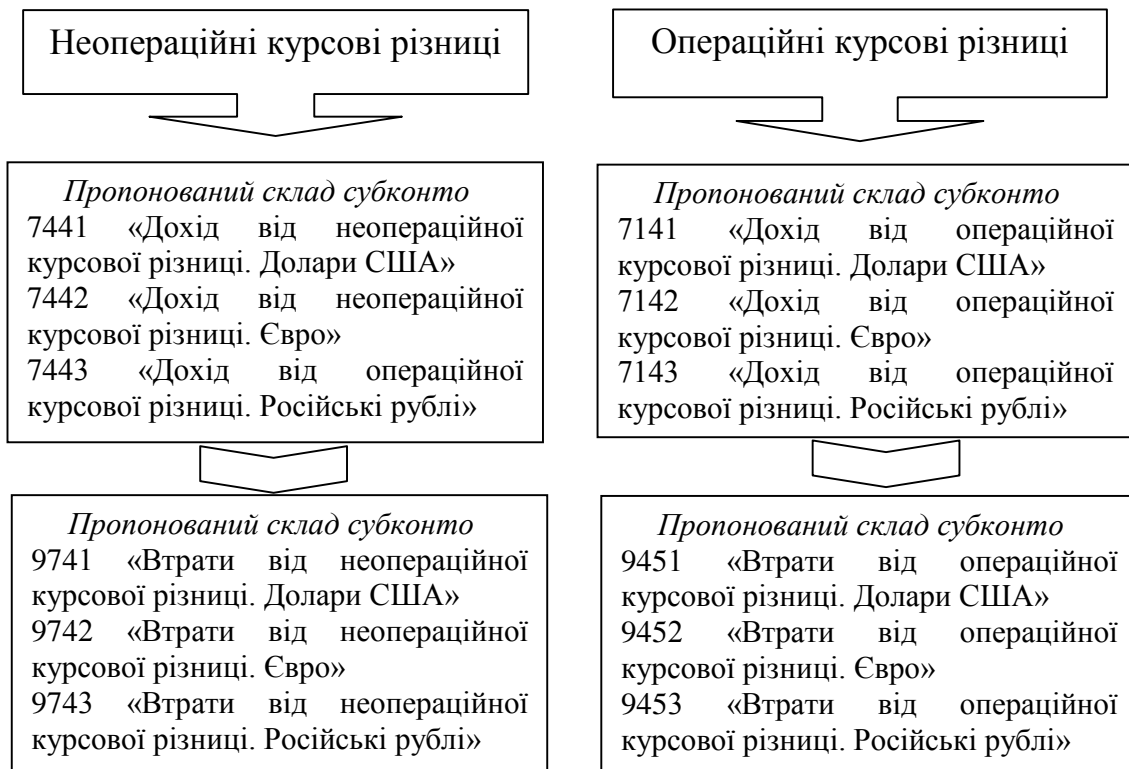 Неопераційні курсові різниці
Пропонований склад субконто
7441 «Дохід від неопераційної
курсової різниці. Долари США»
7442 «Дохід від неопераційної
курсової різниці. Євро»
7443 «Дохід від операційної
курсової різниці. Російські рублі»
Пропонований склад субконто
9741 «Втрати від неопераційної
курсової різниці. Долари США»
9742 «Втрати від неопераційної
курсової різниці. Євро»
9743 «Втрати від неопераційної
курсової різниці. Російські рублі»
Операційні курсові різниці
Пропонований склад субконто
7141 «Дохід від операційної
курсової різниці. Долари США»
7142 «Дохід від операційної
курсової різниці. Євро»
7143 «Дохід від операційної
курсової різниці. Російські рублі»
Пропонований склад субконто
9451 «Втрати від операційної
курсової різниці. Долари США»
9452 «Втрати від операційної
курсової різниці. Євро»
9453 «Втрати від операційної
курсової різниці. Російські рублі»